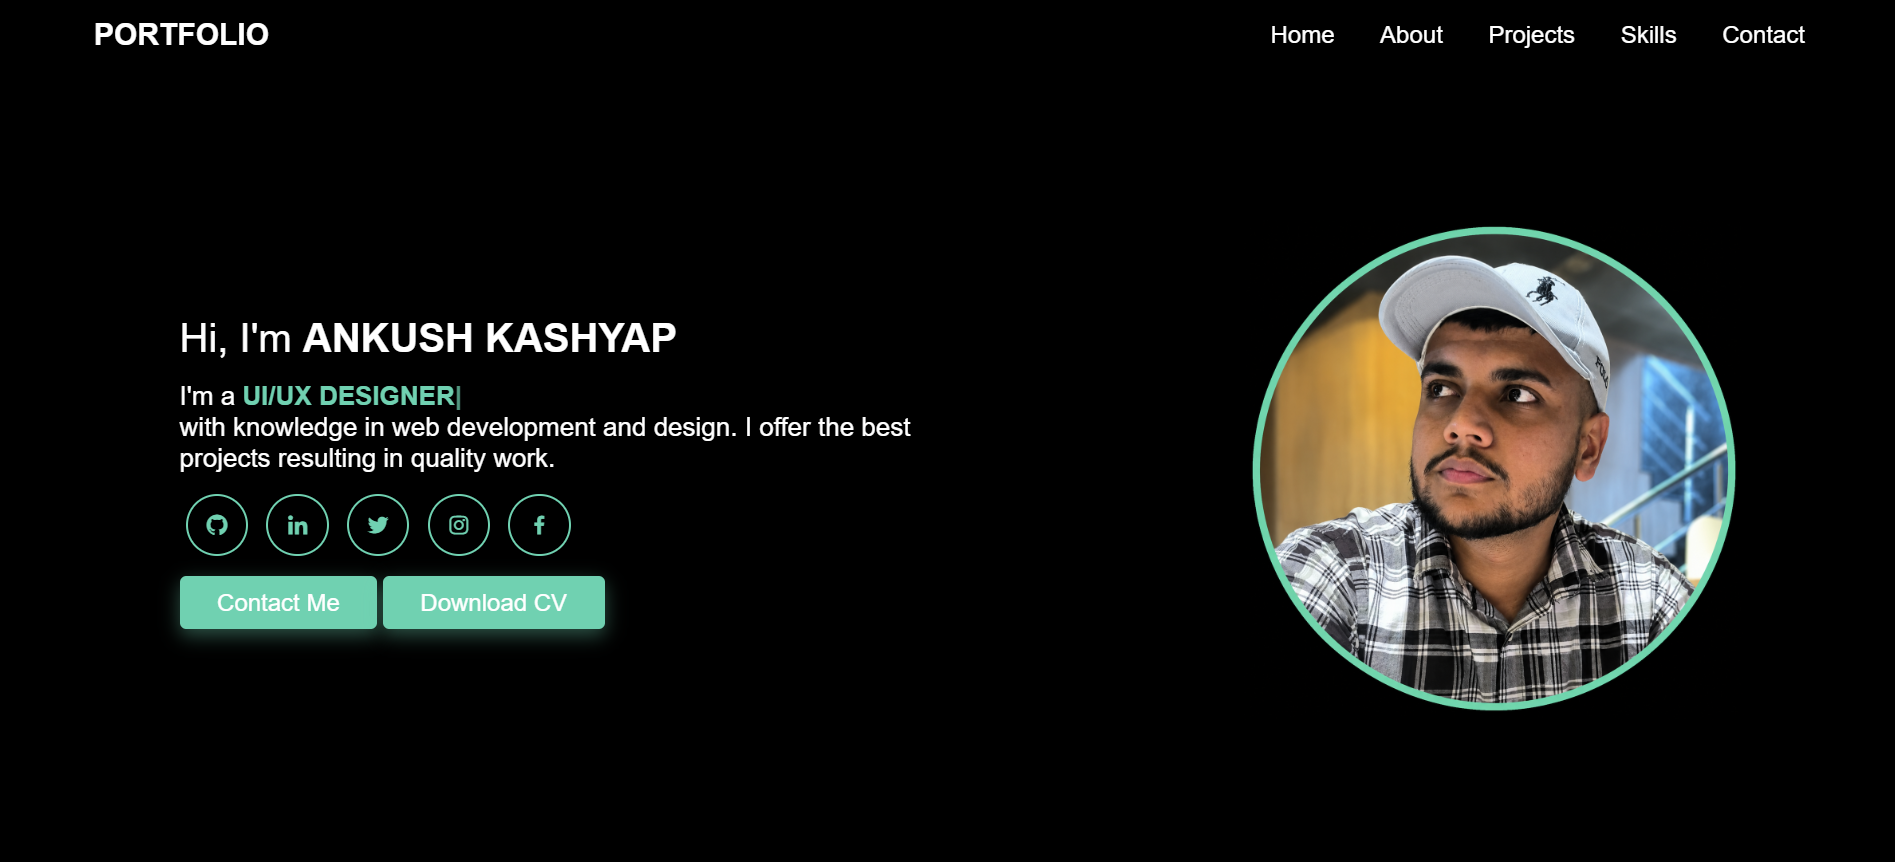 PORTFOLIO
Home About Projects Skills Contact
Hi, I'm ANKUSH KASHYAP
I'm a UI/UX DESIGNER|
with knowledge in web development and design. I offer the best
projects resulting in quality work.
Contact Me Download CV
POLO